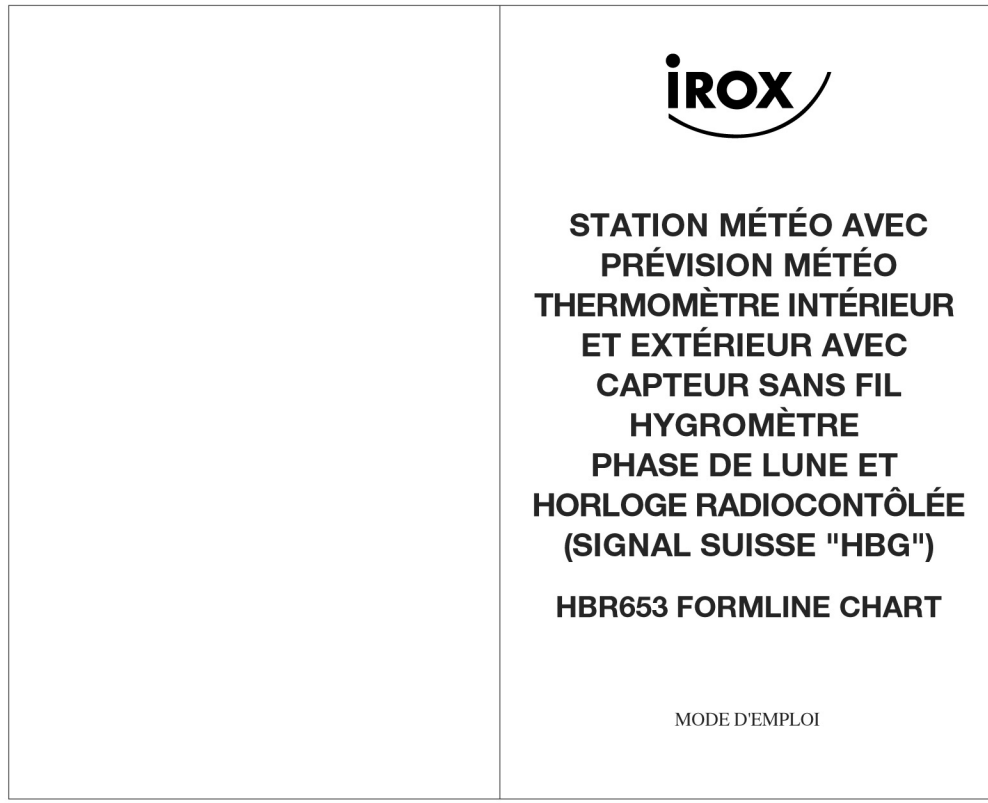 iROX
STATION MÉTÉO AVEC
PRÉVISION MÉTÉO
THERMOMÈTRE INTÉRIEUR
ET EXTÉRIEUR AVEC
CAPTEUR SANS FIL
HYGROMÈTRE
PHASE DE LUNE ET
HORLOGE RADIOCONTÔLÉE
(SIGNAL SUISSE "HBG")
HBR653 FORMLINE CHART
MODE D'EMPLOI